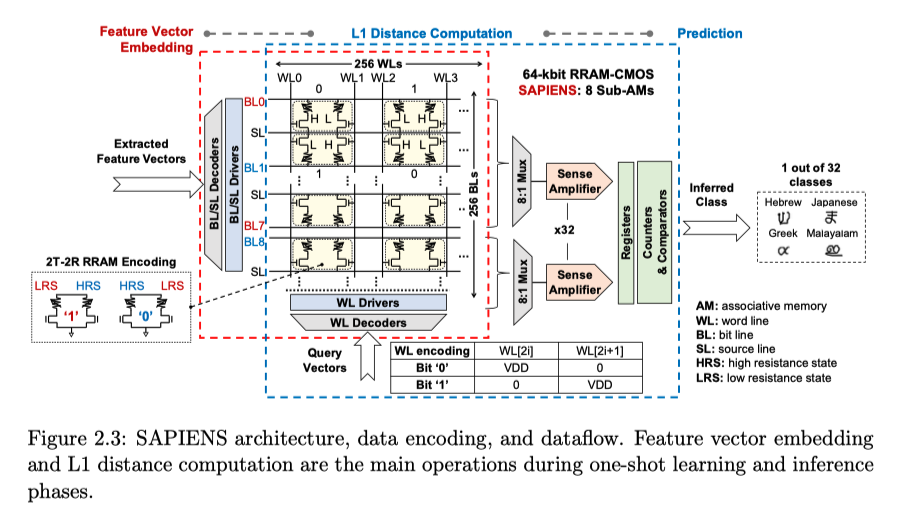 Feature Vector
Embedding
L1 Distance Computation
Prediction
256 WLs
WL0 WL1 WL2 WL3
0 1
64-kbit RRAM-CMOS
SAPIENS: 8 Sub-AMs
BL0
H L L H
SL
L H H L
BL1
1 0
SL
BL7
BL8
SL
...
256 BLs
Extracted
Feature Vectors
BL/SL Decoders
BL/SL Drivers
8:1 Mux
Sense
Amplifier
x32
8:1 Mux
Sense
Amplifier
Registers
Counters
& Comparators
Inferred
Class
1 out of 32
classes
Hebrew Japanese
Greek Malayalam
2T-2R RRAM Encoding
LRS HRS HRS LRS
‘1’ ‘0’
WL Drivers
WL Decoders
Query
Vectors
WL encoding WL[2i] WL[2i+1]
Bit ‘0’ VDD 0
Bit ‘1’ 0 VDD
AM: associative memory
WL: word line
BL: bit line
SL: source line
HRS: high resistance state
LRS: low resistance state
Figure 2.3: SAPIENS architecture, data encoding, and dataflow. Feature vector embedding
and L1 distance computation are the main operations during one-shot learning and inference
phases.